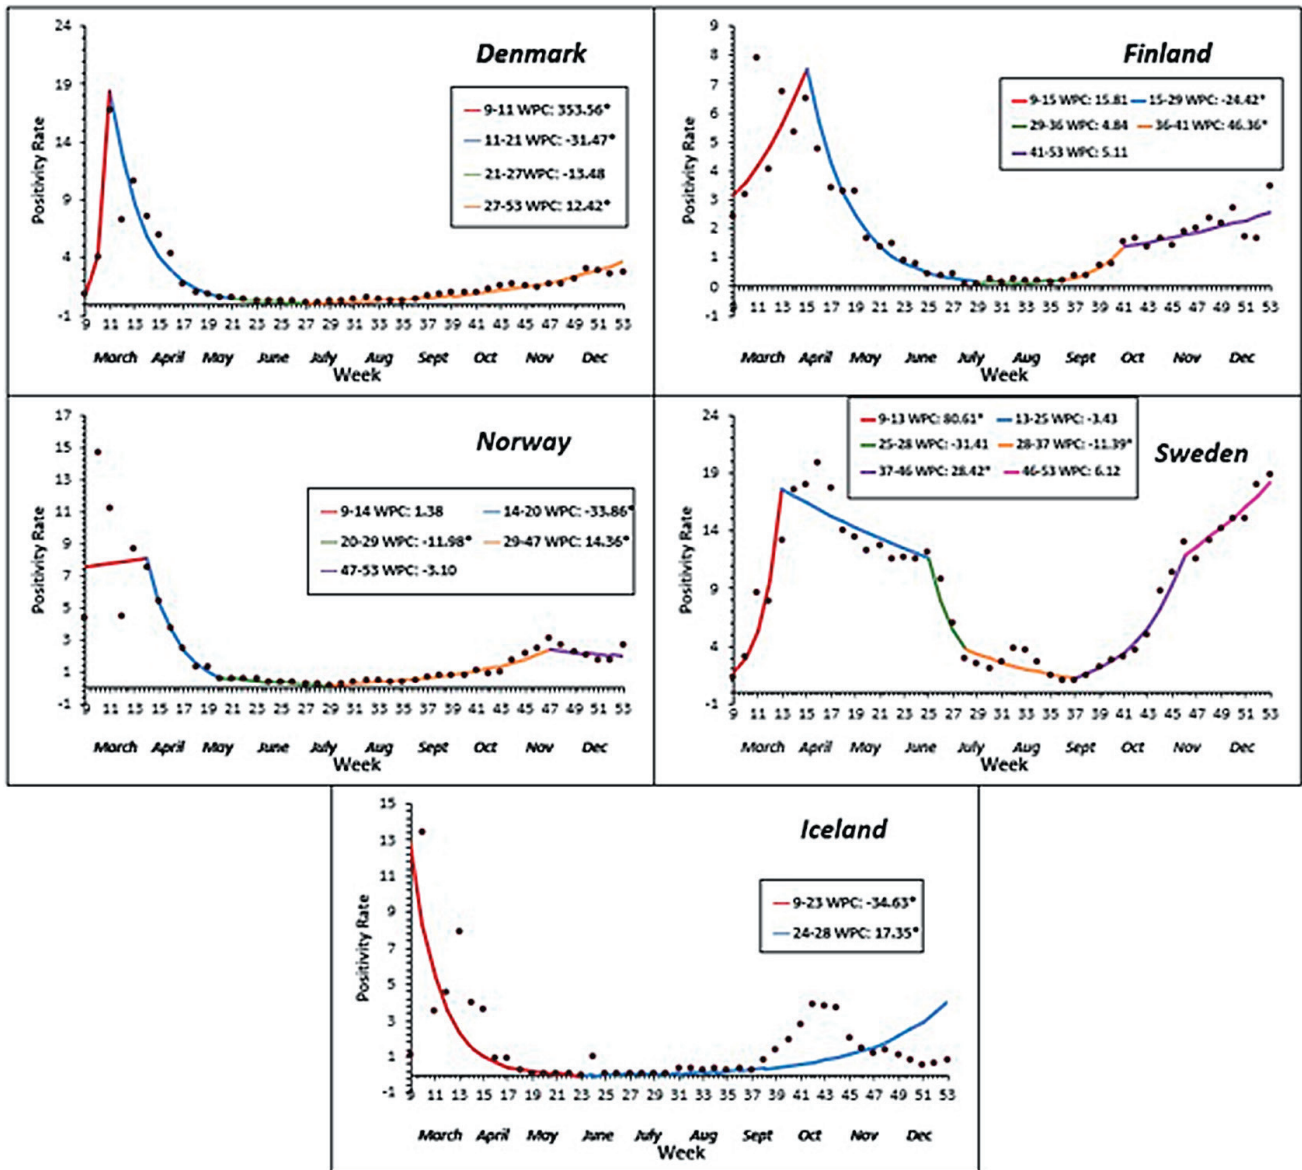 Denmark
Positivity Rate
24
19
14
9
4
-1
9-11 WPC: 353.56*
11-21 WPC: -31.47*
21-27WPC: -13.48
27-53 WPC: 12.42*
9 11 13 15 17 19 21 23 25 27 29 31 33 35 37 39 41 43 45 47 49 51 53
March April May June July Aug Sept Oct Nov Dec
Week
Finland
Positivity Rate
9
8
7
6
5
4
3
2
1
0
-1
9-15 WPC: 15.81 15-29 WPC: -24.42*
29-36 WPC: 4.84 36-41 WPC: 46.36*
41-53 WPC: 5.11
9 11 13 15 17 19 21 23 25 27 29 31 33 35 37 39 41 43 45 47 49 51 53
March April May June July Aug Sept Oct Nov Dec
Week
Norway
Positivity Rate
17
15
13
11
9
7
5
3
1
-1
9-14 WPC: 1.38 14-20 WPC: -33.86*
20-29 WPC: -11.98* 29-47 WPC: 14.36*
47-53 WPC: -3.10
9 11 13 15 17 19 21 23 25 27 29 31 33 35 37 39 41 43 45 47 49 51 53
March April May June July Aug Sept Oct Nov Dec
Week
Sweden
Positivity Rate
24
19
14
9
4
-1
9-13 WPC: 80.61* 13-25 WPC: -3.43
25-28 WPC: -31.41 28-37 WPC: -11.39*
37-46 WPC: 28.42* 46-53 WPC: 6.12
9 11 13 15 17 19 21 23 25 27 29 31 33 35 37 39 41 43 45 47 49 51 53
March April May June July Aug Sept Oct Nov Dec
Week
Iceland
Positivity Rate
15
13
11
9
7
5
3
1
-1
9-23 WPC: -34.63*
24-28 WPC: 17.35*
9 11 13 15 17 19 21 23 25 27 29 31 33 35 37 39 41 43 45 47 49 51 53
March April May June July Aug Sept Oct Nov Dec
Week